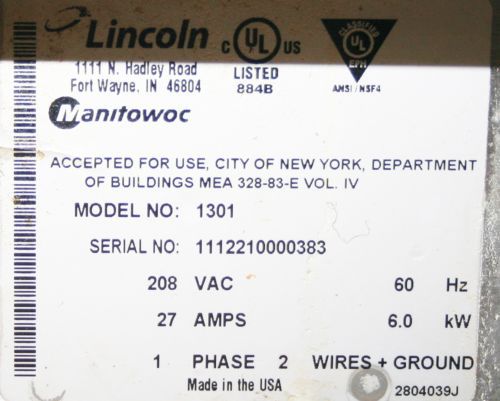 Lincoln
C UL US
CLASSIFIED
UL
EPH
1111 N. Hadley Road
LISTED
Fort Wayne, IN 46804
884B
ANSI/NSF4
Manitowoc
ACCEPTED FOR USE, CITY OF NEW YORK, DEPARTMENT
OF BUILDINGS MEA 328-83-E VOL. IV
MODEL NO: 1301
SERIAL NO: 1112210000383
208 VAC 60 Hz
27 AMPS 6.0 kW
1 PHASE 2 WIRES + GROUND
Made in the USA
2804039J